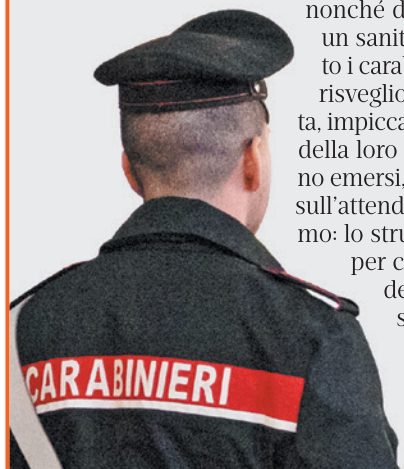 nonché d
un sanit
to i carab
risveglio
ta, impicca
della loro
no emersi,
sull'attend
mo: lo stru
per c
de
s
CARABINIERI